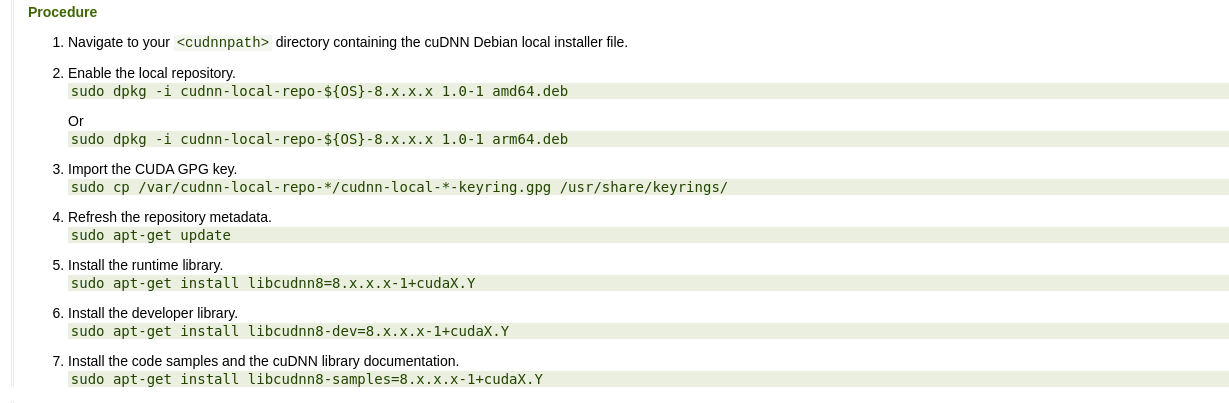 Procedure
1. Navigate to your <cudnnpath> directory containing the cuDNN Debian local installer file.
2. Enable the local repository.
sudo dpkg -i cudnn-local-repo-${OS}-8.x.x.x 1.0-1 amd64.deb
Or
sudo dpkg -i cudnn-local-repo-${OS}-8.x.x.x 1.0-1 arm64.deb
3. Import the CUDA GPG key.
sudo cp /var/cudnn-local-repo-*/cudnn-local-*-keyring.gpg /usr/share/keyrings/
4. Refresh the repository metadata.
sudo apt-get update
5. Install the runtime library.
sudo apt-get install libcudnn8=8.x.x.x-1+cudaX.Y
6. Install the developer library.
sudo apt-get install libcudnn8-dev=8.x.x.x-1+cudaX.Y
7. Install the code samples and the cuDNN library documentation.
sudo apt-get install libcudnn8-samples=8.x.x.x-1+cudaX.Y